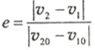 e = |v₂ − v₁| / |v₂₀ − v₁₀|